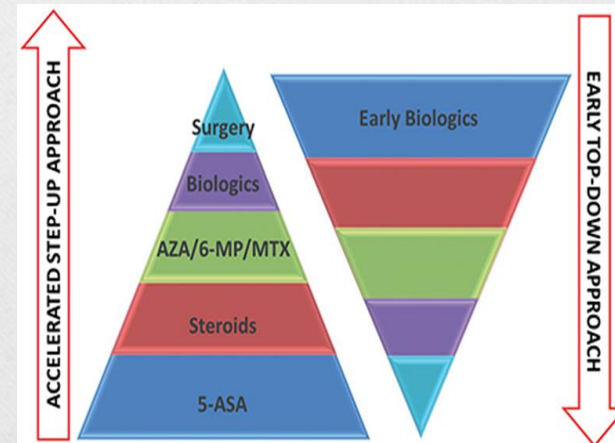 ACCELERATED STEP-UP APPROACH
Surgery
Biologics
AZA/6-MP/MTX
Steroids
5-ASA
Early Biologics
EARLY TOP-DOWN APPROACH